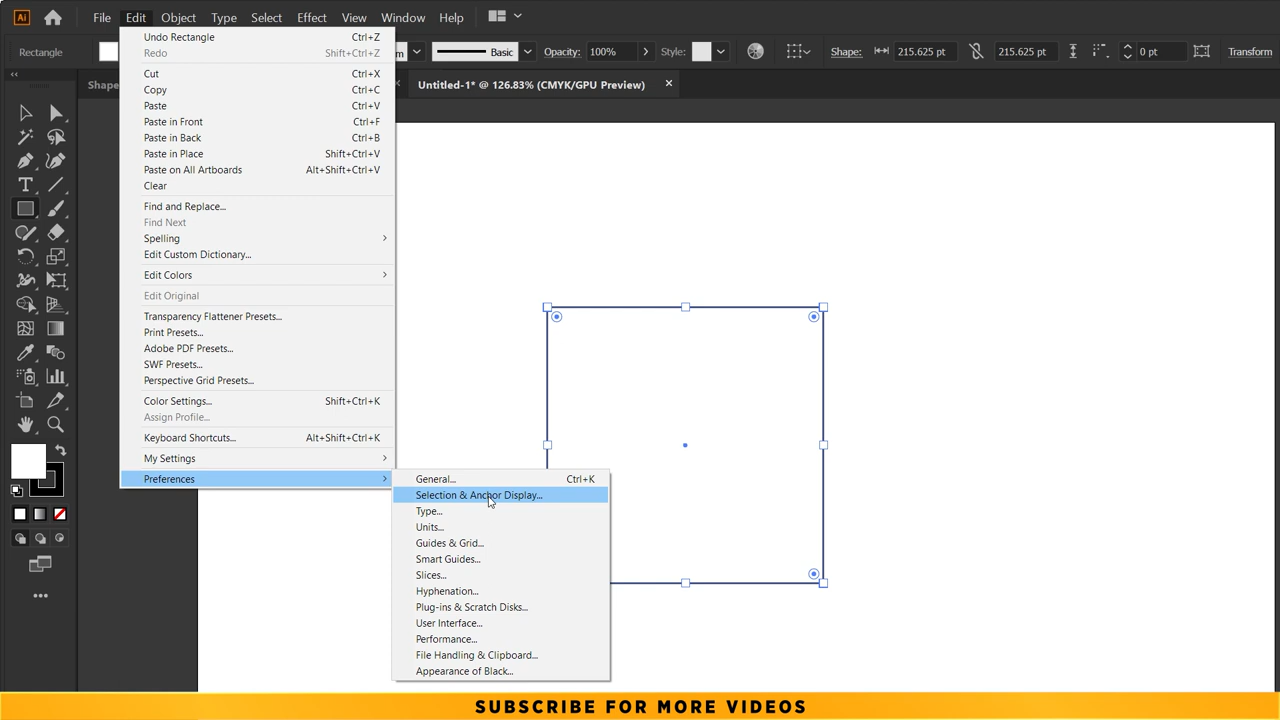 Ai File Edit Object Type Select Effect View Window Help
Rectangle Basic Opacity: 100% Style: Shape: 215.625 pt 215.625 pt 0 pt Transform
Shape Untitled-1* @ 126.83% (CMYK/GPU Preview)
Undo Rectangle Ctrl+Z
Redo Shift+Ctrl+Z
Cut Ctrl+X
Copy Ctrl+C
Paste Ctrl+V
Paste in Front Ctrl+F
Paste in Back Ctrl+B
Paste in Place Shift+Ctrl+V
Paste on All Artboards Alt+Shift+Ctrl+V
Clear
Find and Replace...
Find Next
Spelling
Edit Custom Dictionary...
Edit Colors
Edit Original
Transparency Flattener Presets...
Print Presets...
Adobe PDF Presets...
SWF Presets...
Perspective Grid Presets...
Color Settings... Shift+Ctrl+K
Assign Profile...
Keyboard Shortcuts... Alt+Shift+Ctrl+K
My Settings
Preferences
General... Ctrl+K
Selection & Anchor Display...
Type...
Units...
Guides & Grid...
Smart Guides...
Slices...
Hyphenation...
Plug-ins & Scratch Disks...
User Interface...
Performance...
File Handling & Clipboard...
Appearance of Black...
SUBSCRIBE FOR MORE VIDEOS